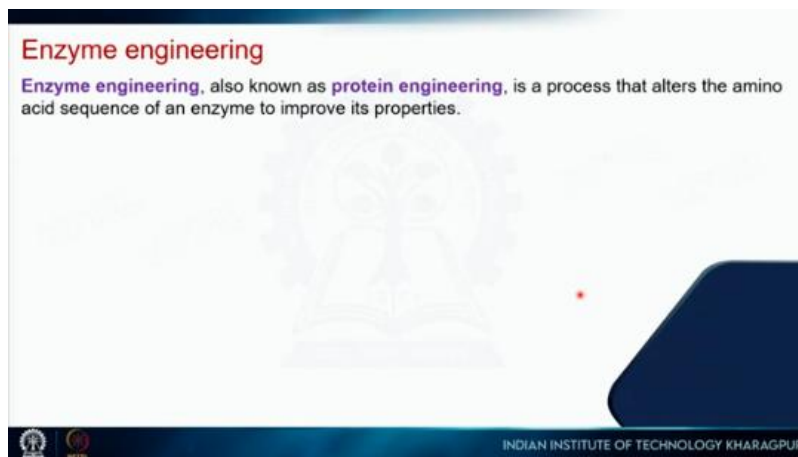 Enzyme engineering
Enzyme engineering, also known as protein engineering, is a process that alters the amino
acid sequence of an enzyme to improve its properties.
INDIAN INSTITUTE OF TECHNOLOGY KHARAGPUR